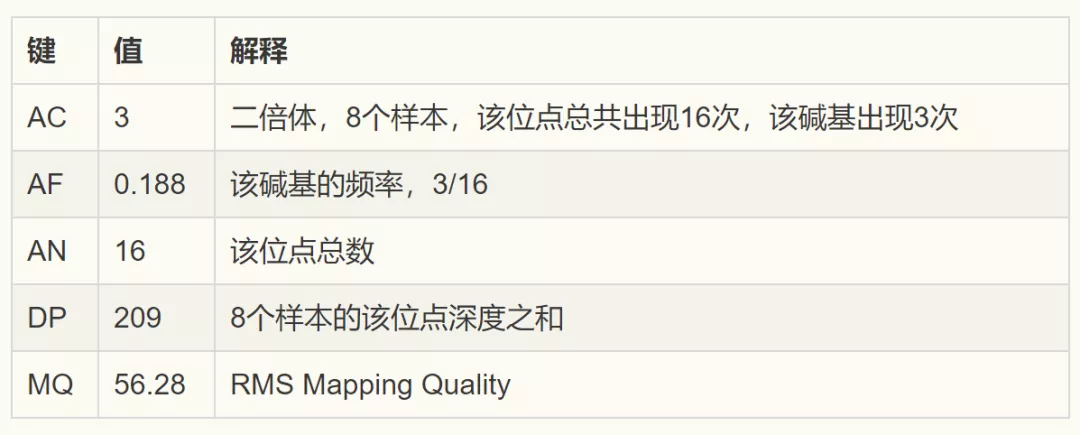 键 值 解释
AC 3 二倍体，8个样本，该位点总共出现16次，该碱基出现3次
AF 0.188 该碱基的频率，3/16
AN 16 该位点总数
DP 209 8个样本的该位点深度之和
MQ 56.28 RMS Mapping Quality